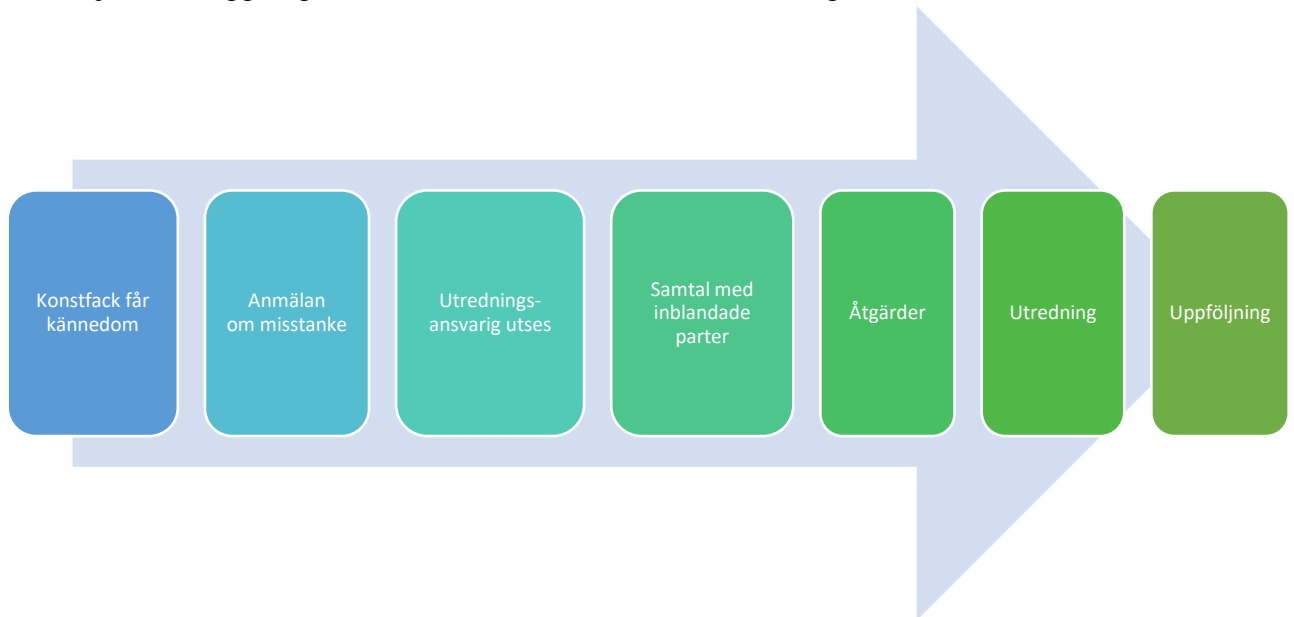 Konstfack får
kännedom
Anmälan
om misstanke
Utrednings-
ansvarig utses
Samtal med
inblandade
parter
Åtgärder
Utredning
Uppföljning